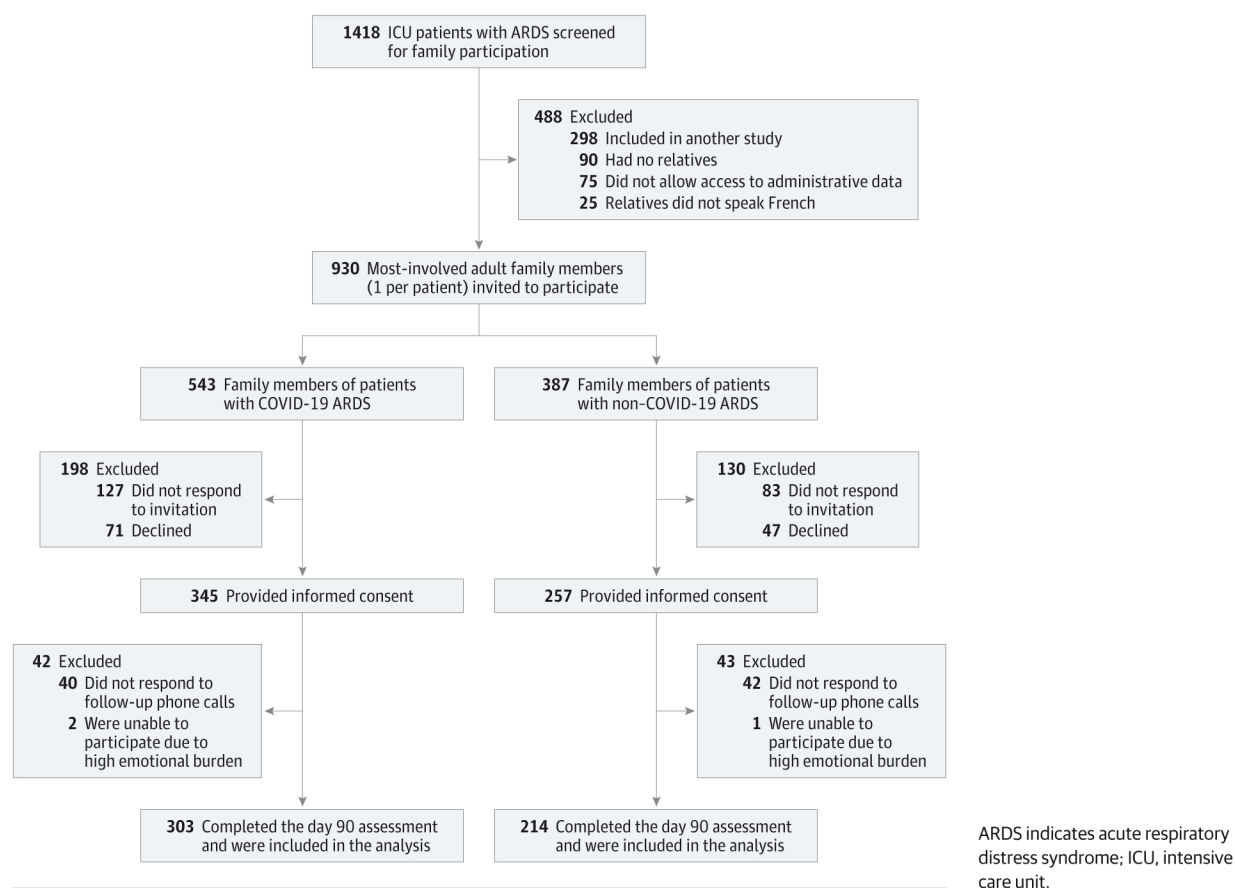 1418 ICU patients with ARDS screened
for family participation
488 Excluded
298 Included in another study
90 Had no relatives
75 Did not allow access to administrative data
25 Relatives did not speak French
930 Most-involved adult family members
(1 per patient) invited to participate
543 Family members of patients
with COVID-19 ARDS
387 Family members of patients
with non-COVID-19 ARDS
198 Excluded
127 Did not respond
to invitation
71 Declined
130 Excluded
83 Did not respond
to invitation
47 Declined
345 Provided informed consent
257 Provided informed consent
42 Excluded
40 Did not respond to
follow-up phone calls
2 Were unable to
participate due to
high emotional burden
43 Excluded
42 Did not respond to
follow-up phone calls
1 Were unable to
participate due to
high emotional burden
303 Completed the day 90 assessment
and were included in the analysis
214 Completed the day 90 assessment
and were included in the analysis
ARDS indicates acute respiratory
distress syndrome; ICU, intensive
care unit.